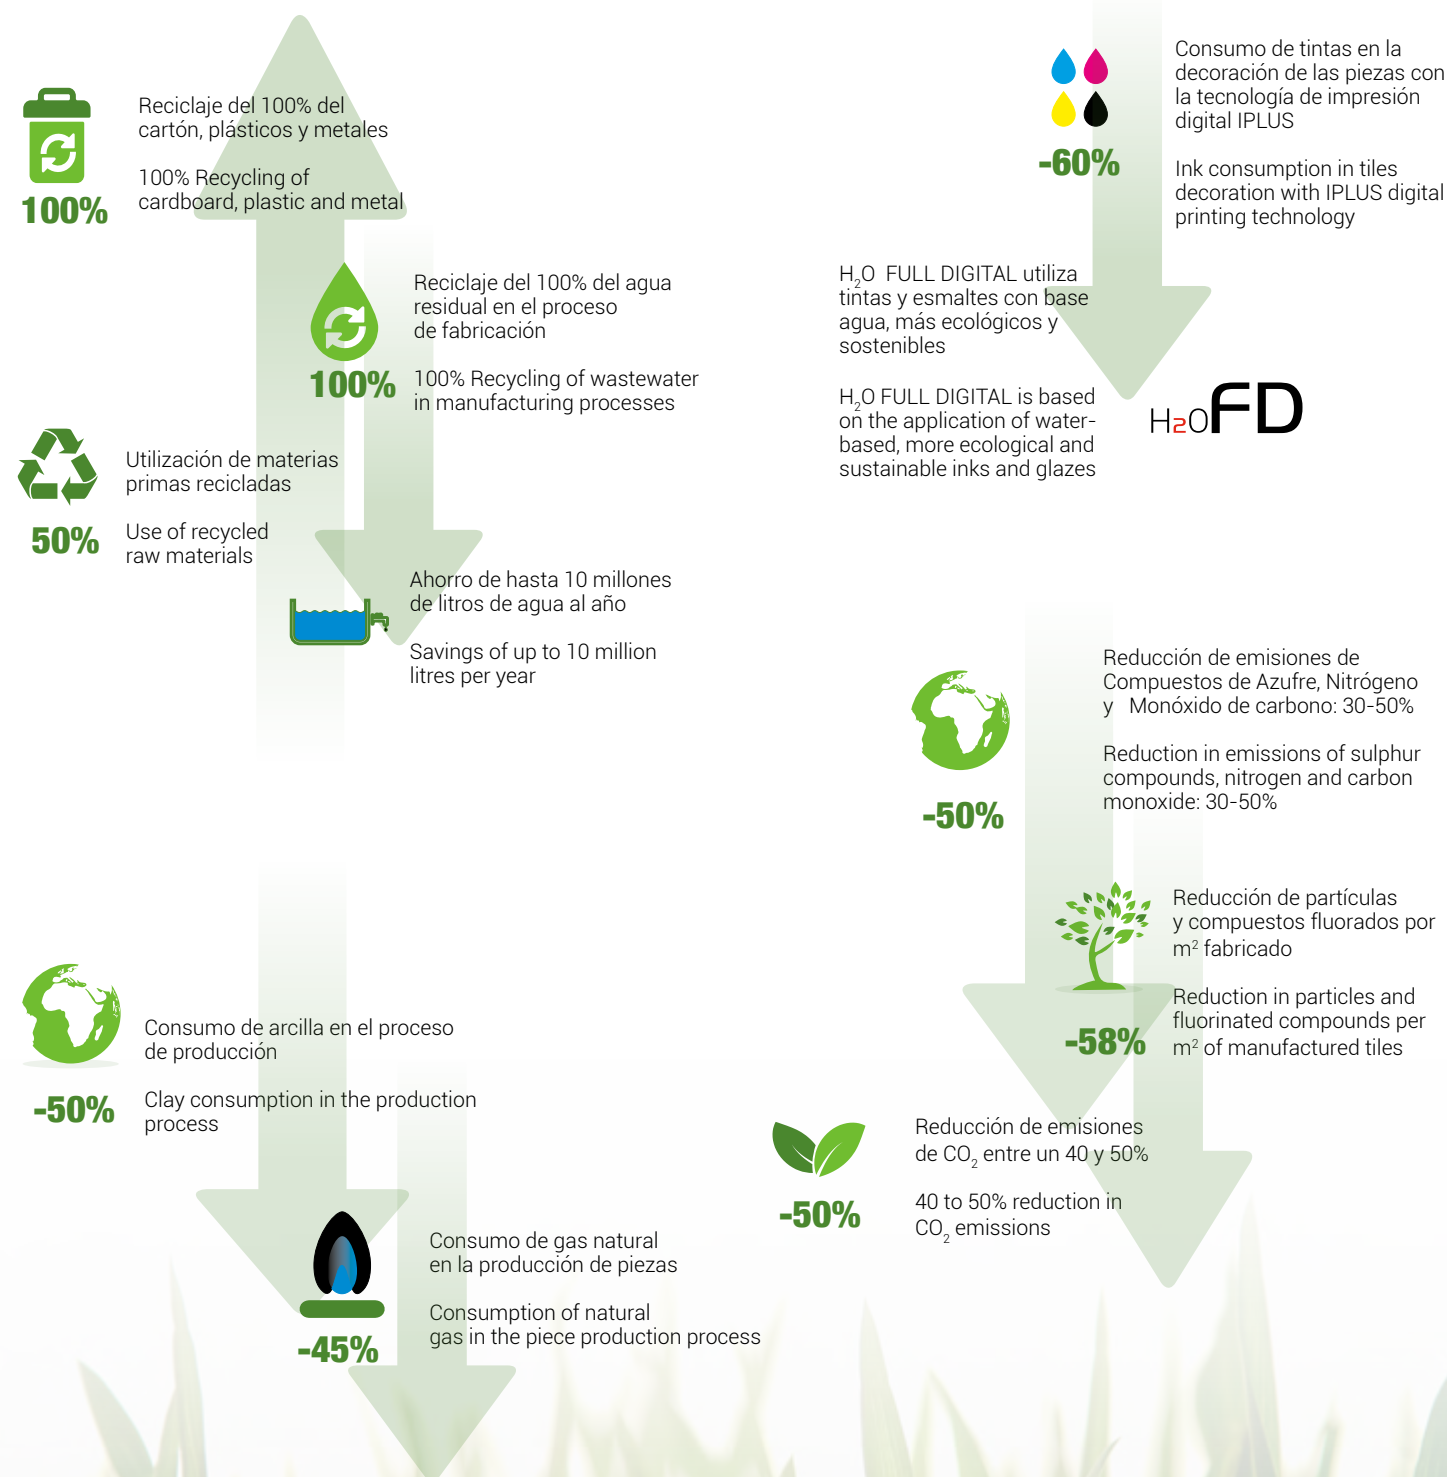 Reciclaje del 100% del
cartón, plásticos y metales
100% Recycling of
cardboard, plastic and metal
100%
Reciclaje del 100% del agua
residual en el proceso
de fabricación
100% Recycling of wastewater
in manufacturing processes
100%
Utilización de materias
primas recicladas
Use of recycled
raw materials
50%
Ahorro de hasta 10 millones
de litros de agua al año
Savings of up to 10 million
litres per year
Consumo de arcilla en el proceso
de producción
Clay consumption in the production
process
-50%
Consumo de gas natural
en la producción de piezas
Consumption of natural
gas in the piece production process
-45%
Consumo de tintas en la
decoración de las piezas con
la tecnología de impresión
digital IPLUS
Ink consumption in tiles
decoration with IPLUS digital
printing technology
-60%
H₂O FULL DIGITAL utiliza
tintas y esmaltes con base
agua, más ecológicos y
sostenibles
H₂O FULL DIGITAL is based
on the application of water-
based, more ecological and
sustainable inks and glazes
H2OFD
Reducción de emisiones de
Compuestos de Azufre, Nitrógeno
y Monóxido de carbono: 30-50%
Reduction in emissions of sulphur
compounds, nitrogen and carbon
monoxide: 30-50%
-50%
Reducción de partículas
y compuestos fluorados por
m² fabricado
Reduction in particles and
fluorinated compounds per
m² of manufactured tiles
-58%
Reducción de emisiones
de CO₂ entre un 40 y 50%
40 to 50% reduction in
CO₂ emissions
-50%